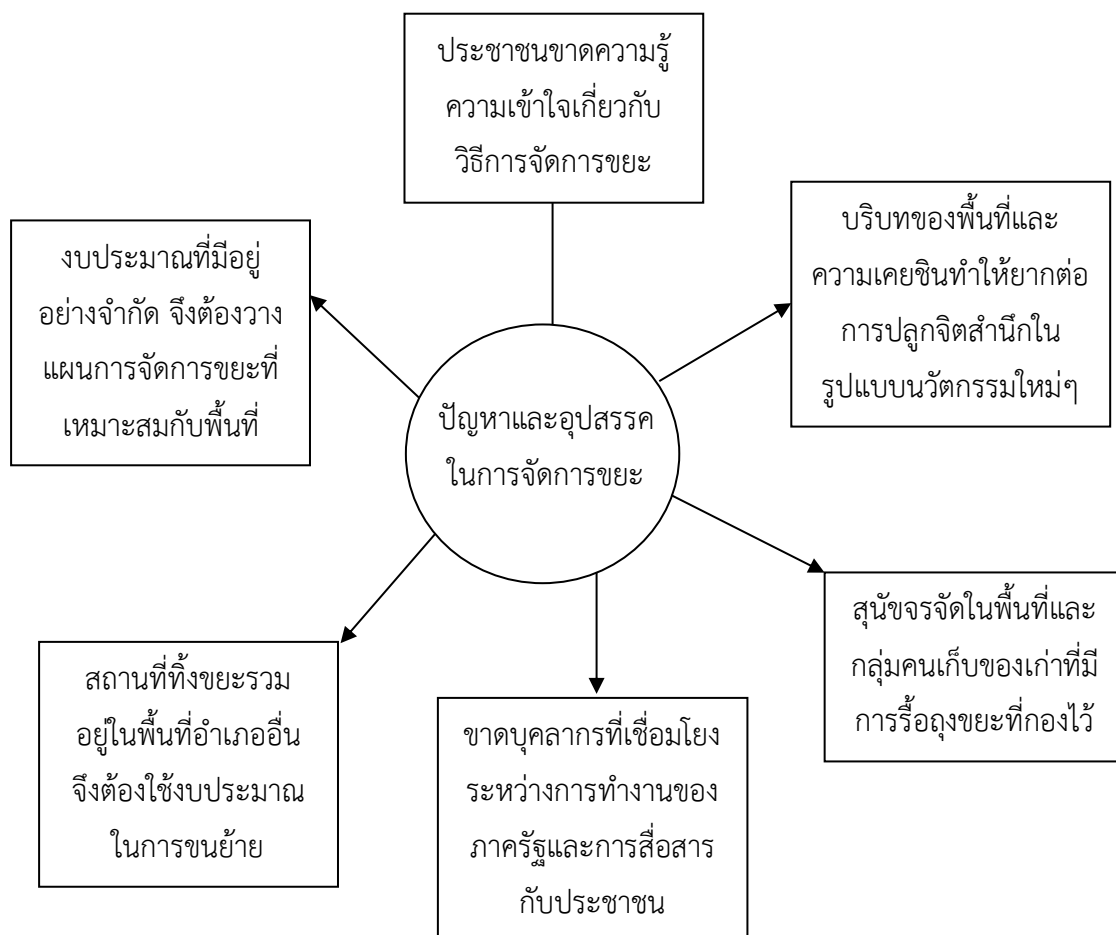 ประชาชนขาดความรู้
ความเข้าใจเกี่ยวกับ
วิธีการจัดการขยะ
บริบทของพื้นที่และ
ความเคยชินทำให้ยากต่อ
การปลูกจิตสำนึกใน
รูปแบบนวัตกรรมใหม่ๆ
งบประมาณที่มีอยู่
อย่างจำกัด จึงต้องวาง
แผนการจัดการขยะที่
เหมาะสมกับพื้นที่
ปัญหาและอุปสรรค
ในการจัดการขยะ
สุนัขจรจัดในพื้นที่และ
กลุ่มคนเก็บของเก่าที่มี
การรื้อถุงขยะที่กองไว้
สถานที่ทิ้งขยะรวม
อยู่ในพื้นที่อำเภออื่น
จึงต้องใช้งบประมาณ
ในการขนย้าย
ขาดบุคลากรที่เชื่อมโยง
ระหว่างการทำงานของ
ภาครัฐและการสื่อสาร
กับประชาชน